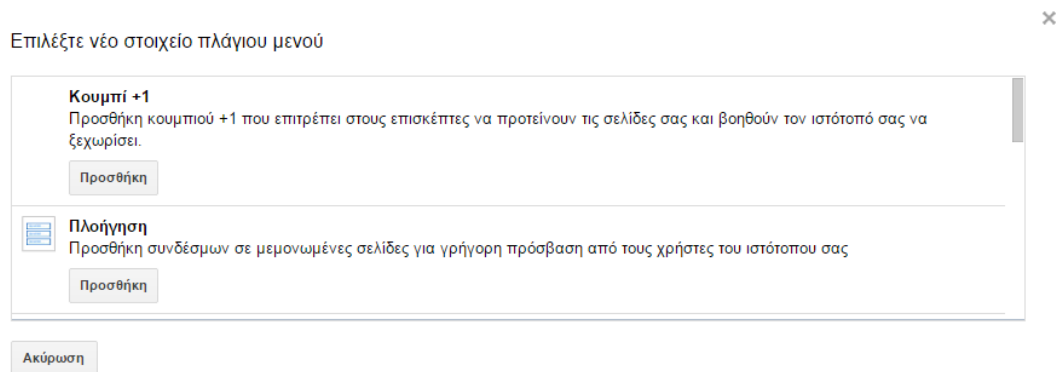 Επιλέξτε νέο στοιχείο πλάγιου μενού
Κουμπί +1
Προσθήκη κουμπιού +1 που επιτρέπει στους επισκέπτες να προτείνουν τις σελίδες σας και βοηθούν τον ιστότοπό σας να
ξεχωρίσει.
Προσθήκη
Πλοήγηση
Προσθήκη συνδέσμων σε μεμονωμένες σελίδες για γρήγορη πρόσβαση από τους χρήστες του ιστότοπου σας
Προσθήκη
Ακύρωση